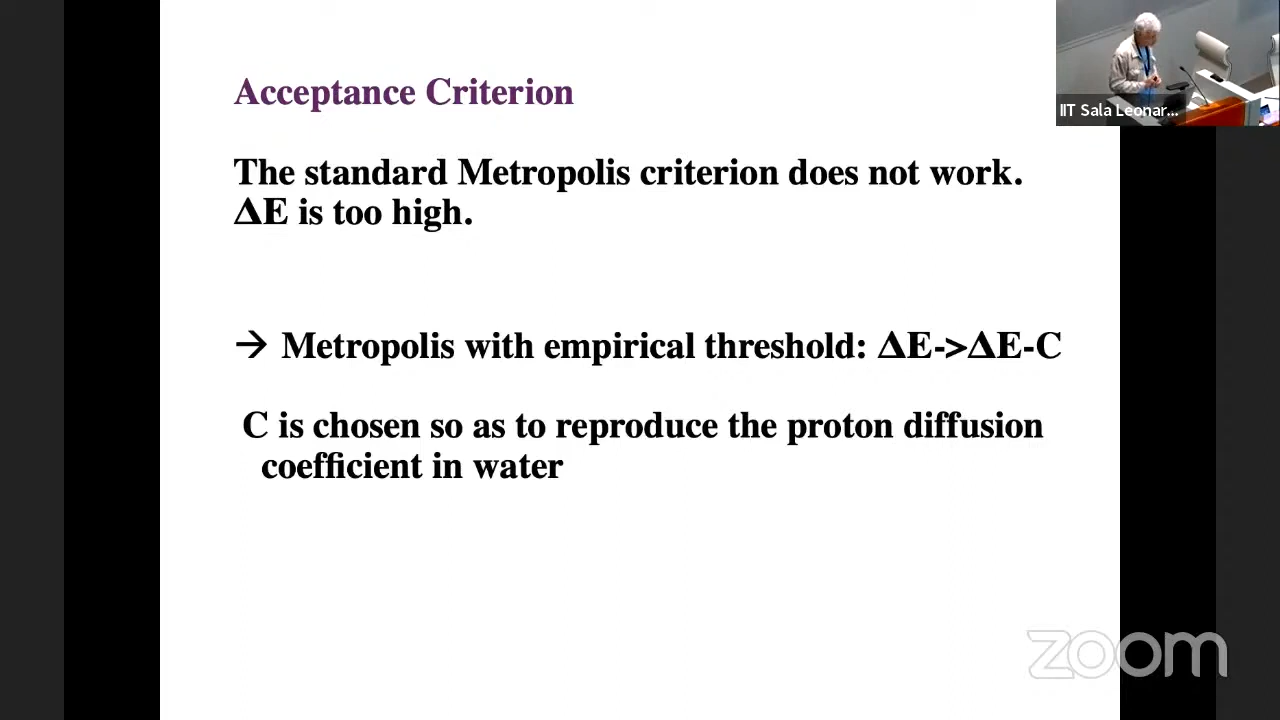 Acceptance Criterion
IIT Sala Leonar...
The standard Metropolis criterion does not work.
ΔE is too high.
→ Metropolis with empirical threshold: ΔE->ΔE-C
C is chosen so as to reproduce the proton diffusion
coefficient in water
zoom